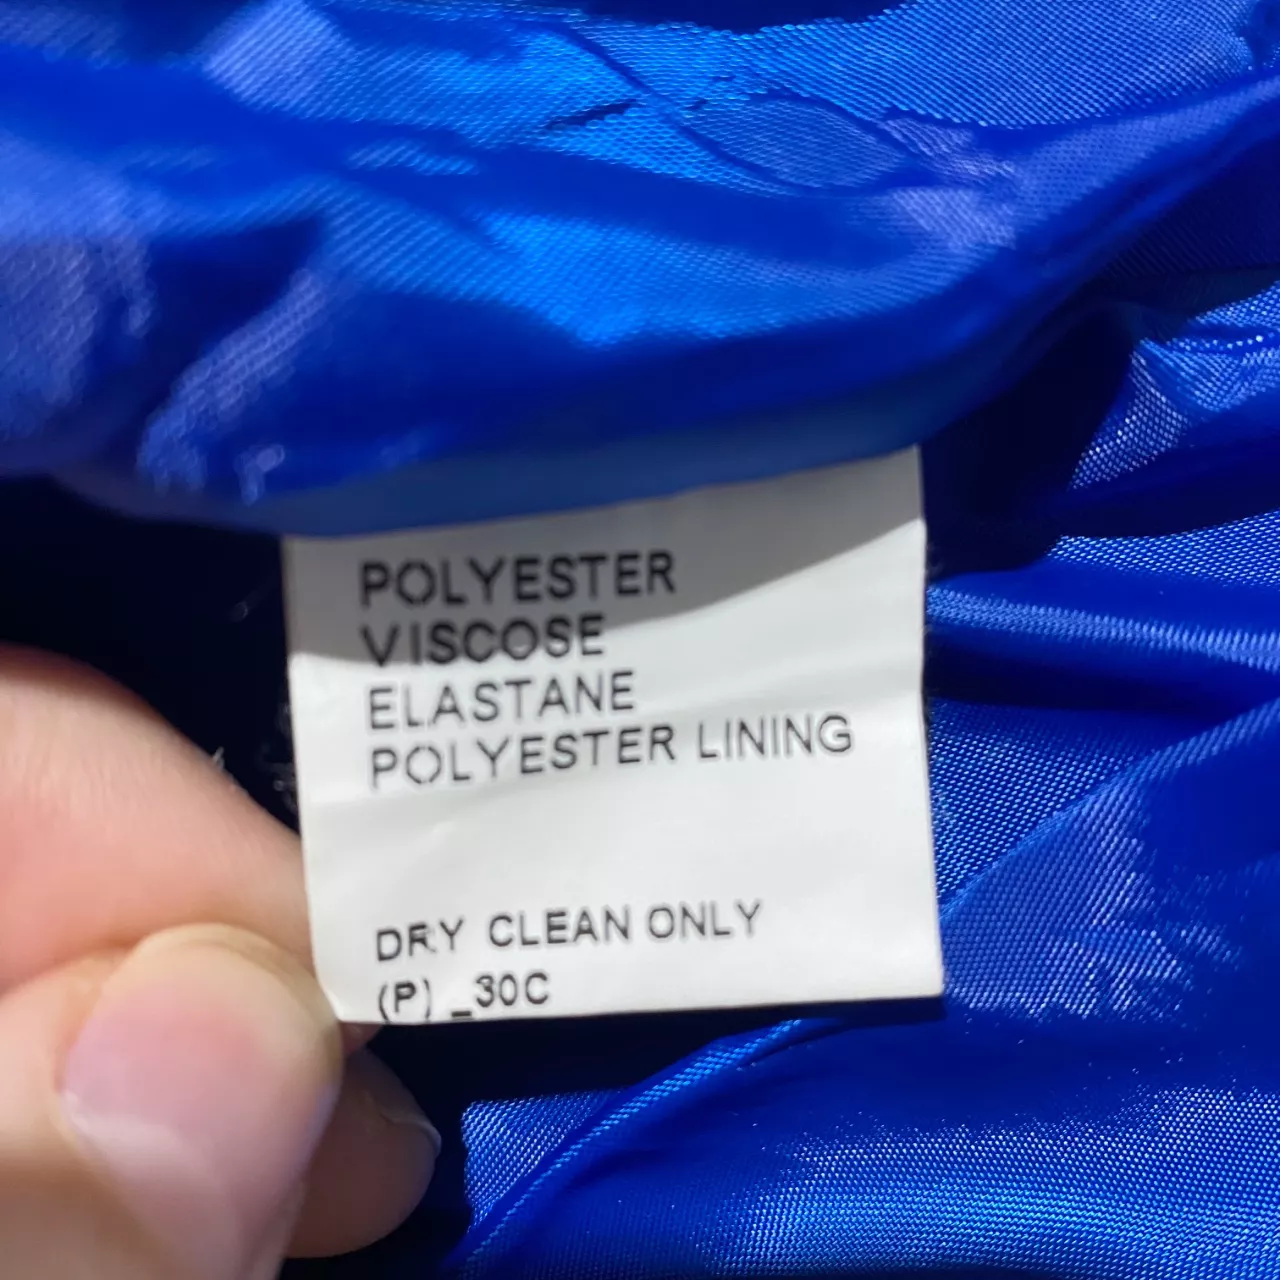 POLYESTER
VISCOSE
ELASTANE
POLYESTER LINING
DRY CLEAN ONLY
(P) _30C